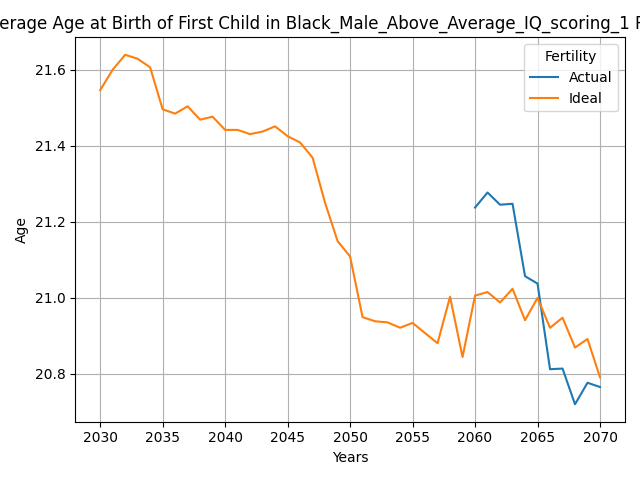 erage Age at Birth of First Child in Black_Male_Above_Average_IQ_scoring_1
Fertility
Actual
Ideal
21.6
21.4
21.2
21.0
20.8
Age
2030 2035 2040 2045 2050 2055 2060 2065 2070
Years